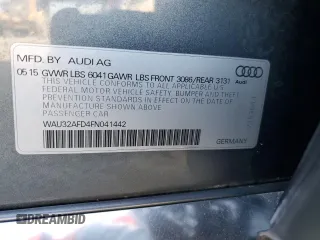 MFD. BY AUDI AG
05 15 GVWR LBS 6041 GAWR LBS FRONT 3086/REAR 3131
THIS VEHICLE CONFORMS TO ALL APPLICABLE U.S.
FEDERAL MOTOR VEHICLE SAFETY, BUMPER, AND
THEFT PREVENTION STANDARDS IN EFFECT ON THE
DATE OF MANUFACTURE SHOWN ABOVE.
PASSENGER CAR
WAU32AFD4FN041442
Audi